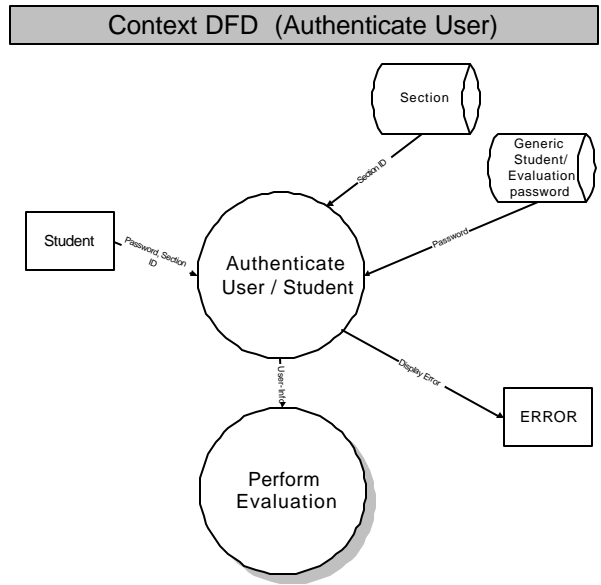 Context DFD (Authenticate User)
Section
Generic
Student/
Evaluation
password
Section ID
Student
Password, Section
ID
Password
Authenticate
User / Student
Display Error
User-Info
ERROR
Perform
Evaluation